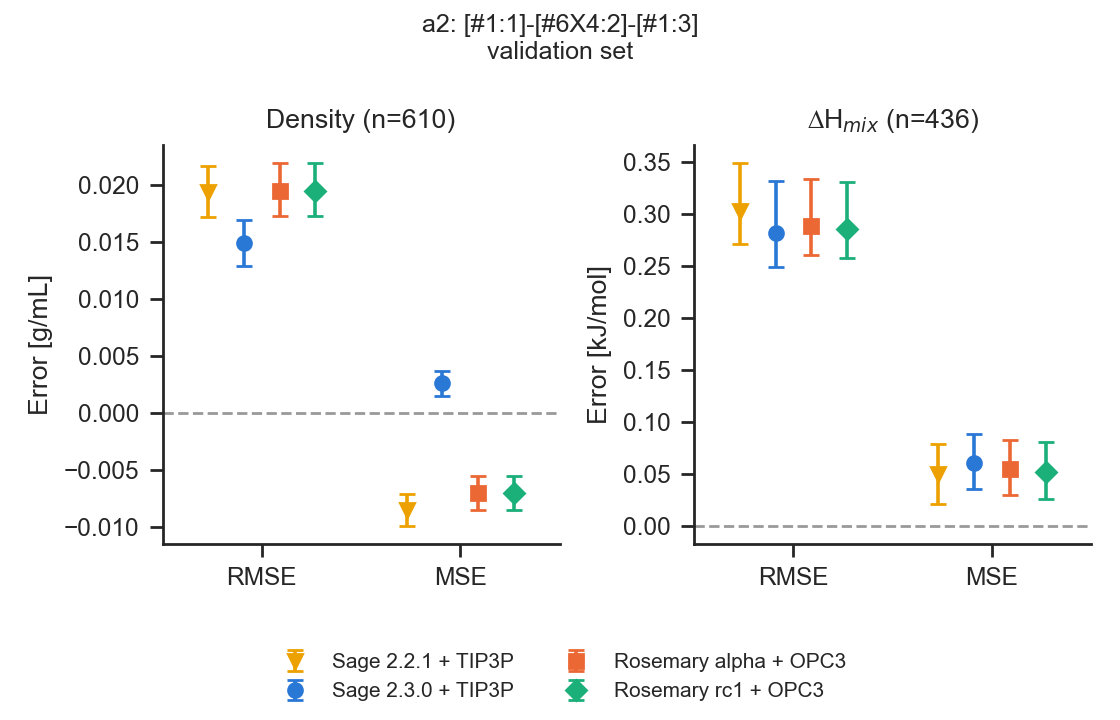 a2: [#1:1]-[#6X4:2]-[#1:3]
validation set
Density (n=610)
Error [g/mL]
0.020
0.015
0.010
0.005
0.000
−0.005
−0.010
RMSE
MSE
ΔH_mix (n=436)
Error [kJ/mol]
0.35
0.30
0.25
0.20
0.15
0.10
0.05
0.00
RMSE
MSE
Sage 2.2.1 + TIP3P
Sage 2.3.0 + TIP3P
Rosemary alpha + OPC3
Rosemary rc1 + OPC3